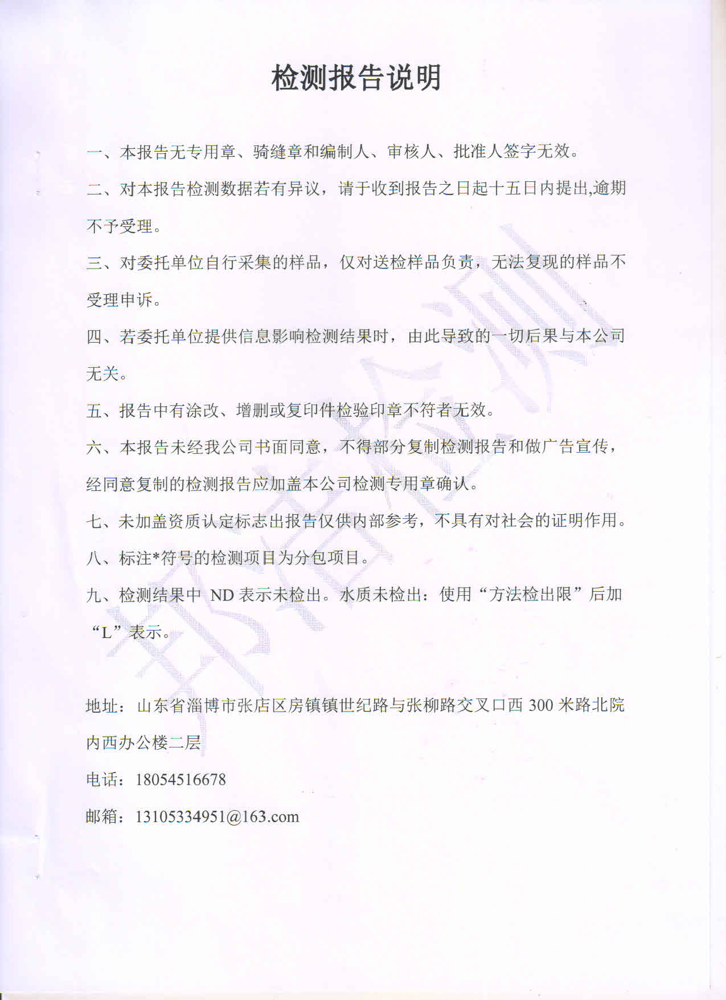 检测报告说明
一、本报告无专用章、骑缝章和编制人、审核人、批准人签字无效。
二、对本报告检测数据若有异议，请于收到报告之日起十五日内提出,逾期
不予受理。
三、对委托单位自行采集的样品，仅对送检样品负责，无法复现的样品不
受理申诉。
四、若委托单位提供信息影响检测结果时，由此导致的一切后果与本公司
无关。
五、报告中有涂改、增删或复印件检验印章不符者无效。
六、本报告未经我公司书面同意，不得部分复制检测报告和做广告宣传，
经同意复制的检测报告应加盖本公司检测专用章确认。
七、未加盖资质认定标志出报告仅供内部参考，不具有对社会的证明作用。
八、标注*符号的检测项目为分包项目。
九、检测结果中 ND 表示未检出。水质未检出：使用“方法检出限”后加
“L”表示。
地址：山东省淄博市张店区房镇镇世纪路与张柳路交叉口西 300 米路北院
内西办公楼二层
电话：18054516678
邮箱：13105334951@163.com
邦洁检测